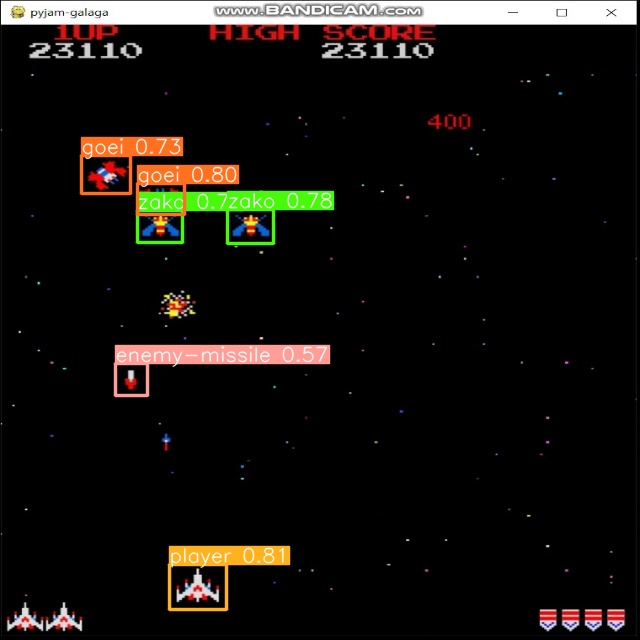 pyjam-galaga
www.BANDICAM.com
1UP HIGH SCORE
23110 23110
400
goei 0.73
goei 0.80
zako 0.7
zako 0.78
enemy-missile 0.57
player 0.81